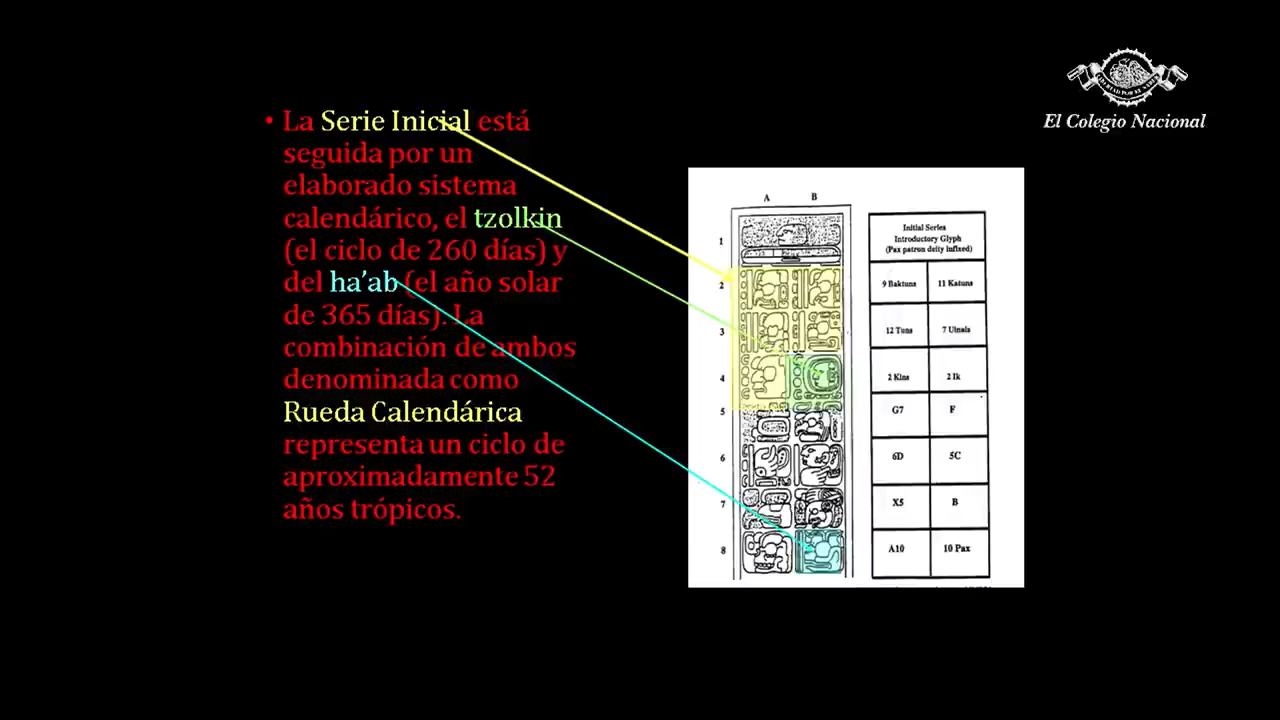 • La Serie Inicial está
seguida por un
elaborado sistema
calendárico, el tzolkin
(el ciclo de 260 días) y
del ha’ab (el año solar
de 365 días). La
combinación de ambos
denominada como
Rueda Calendárica
representa un ciclo de
aproximadamente 52
años trópicos.
El Colegio Nacional
A B
1
2
3
4
5
6
7
8
Initial Series
Introductory Glyph
(Pax patron deity infixed)
9 Baktuns 11 Katuns
12 Tuns 7 Uinals
2 Kins 2 Ik
G7 F
6D 5C
X5 B
A10 10 Pax